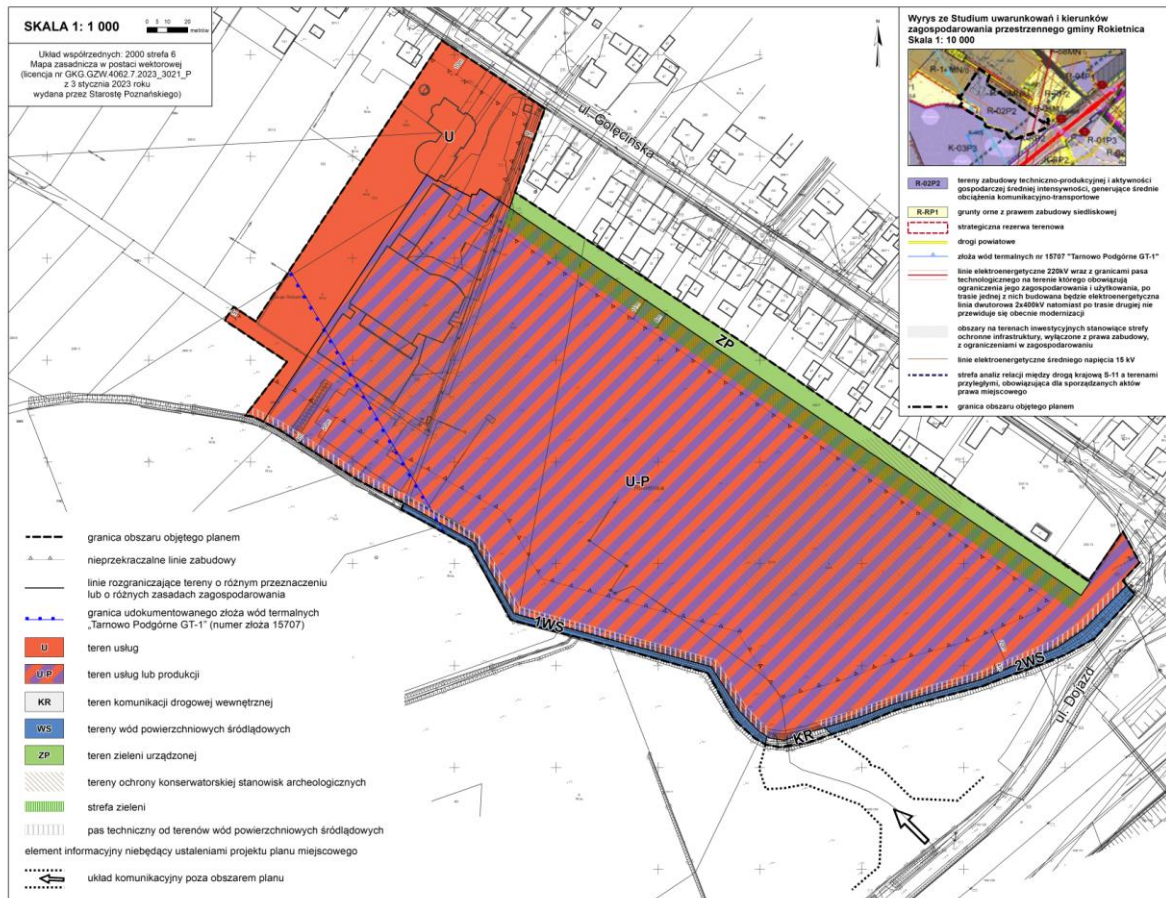 SKALA 1: 1 000
0 5 10 20
metrów
Układ współrzędnych: 2000 strefa 6
Mapa zasadnicza w postaci wektorowej
(licencja nr GKG.GZW.4062.7.2023_3021_P
z 3 stycznia 2023 roku
wydana przez Starostę Poznańskiego)
N
Wyrys ze Studium uwarunkowań i kierunków
zagospodarowania przestrzennego gminy Rokietnica
Skala 1: 10 000
R-02P2
K-03P3
R-01P3
R-02P2 tereny zabudowy techniczno-produkcyjnej i aktywności
gospodarczej średniej intensywności, generujące średnie
obciążenia komunikacyjno-transportowe
R-RP1 grunty orne z prawem zabudowy siedliskowej
strategiczna rezerwa terenowa
drogi powiatowe
złoża wód termalnych nr 15707 "Tarnowo Podgórne GT-1"
linie elektroenergetyczne 220kV wraz z granicami pasa
technologicznego na terenie którego obowiązują
ograniczenia jego zagospodarowania i użytkowania, po
trasie jednej z nich budowana będzie elektroenergetyczna
linia dwutorowa 2x400kV natomiast po trasie drugiej nie
przewiduje się obecnie modernizacji
obszary na terenach inwestycyjnych stanowiące strefy
ochronne infrastruktury, wyłączone z prawa zabudowy,
z ograniczeniami w zagospodarowaniu
linie elektroenergetyczne średniego napięcia 15 kV
strefa analiz relacji między drogą krajową S-11 a terenami
przyległymi, obowiązująca dla sporządzanych aktów
prawa miejscowego
granica obszaru objętego planem
ul. Golęcińska
U
ZP
U-P
1WS
2WS
KR
ul. Dojazd
granica obszaru objętego planem
nieprzekraczalne linie zabudowy
linie rozgraniczające tereny o różnym przeznaczeniu
lub o różnych zasadach zagospodarowania
granica udokumentowanego złoża wód termalnych
„Tarnowo Podgórne GT-1” (numer złoża 15707)
U teren usług
U-P teren usług lub produkcji
KR teren komunikacji drogowej wewnętrznej
WS tereny wód powierzchniowych śródlądowych
ZP teren zieleni urządzonej
tereny ochrony konserwatorskiej stanowisk archeologicznych
strefa zieleni
pas techniczny od terenów wód powierzchniowych śródlądowych
element informacyjny niebędący ustaleniami projektu planu miejscowego
układ komunikacyjny poza obszarem planu